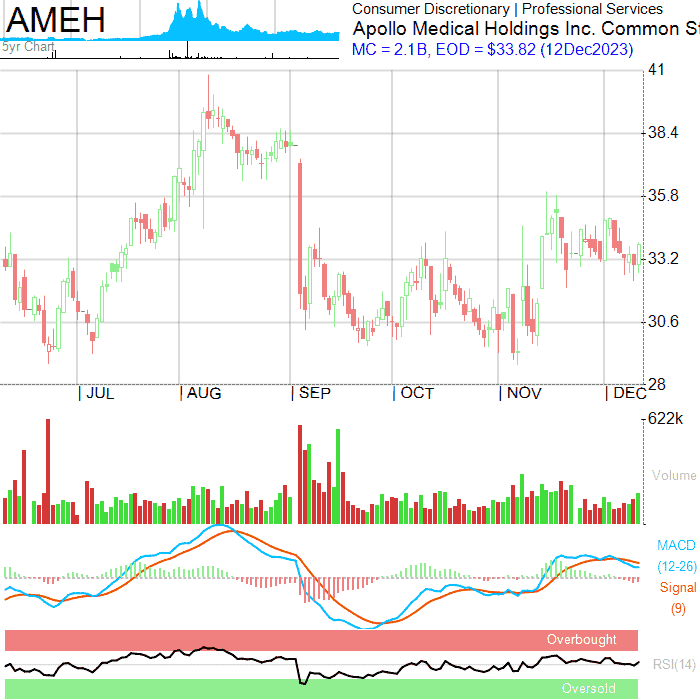 AMEH
5yr Chart
Consumer Discretionary | Professional Services
Apollo Medical Holdings Inc. Common St
MC = 2.1B, EOD = $33.82 (12Dec2023)
41
38.4
35.8
33.2
30.6
28
| JUL | AUG | SEP | OCT | NOV | DEC
622k
Volume
MACD
(12-26)
Signal
(9)
Overbought
RSI(14)
Oversold